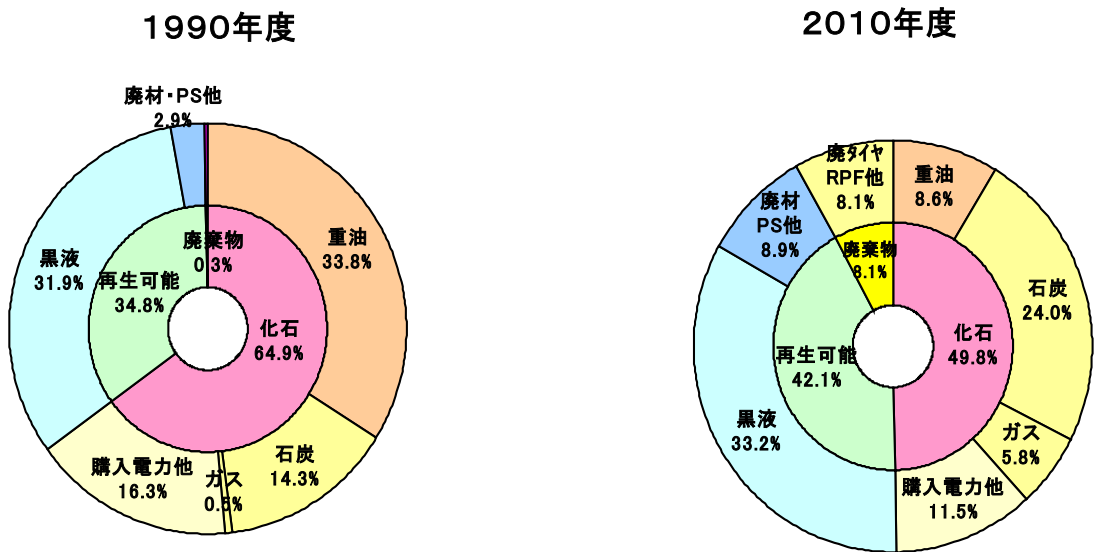 1990年度
廃材・PS他
2.9%
廃棄物
0.3%
重油
33.8%
黒液
31.9%
再生可能
34.8%
化石
64.9%
石炭
14.3%
ガス
0.5%
購入電力他
16.3%
2010年度
廃タイヤ
RPF他
8.1%
重油
8.6%
廃材
PS他
8.9%
廃棄物
8.1%
石炭
24.0%
化石
49.8%
再生可能
42.1%
黒液
33.2%
ガス
5.8%
購入電力他
11.5%